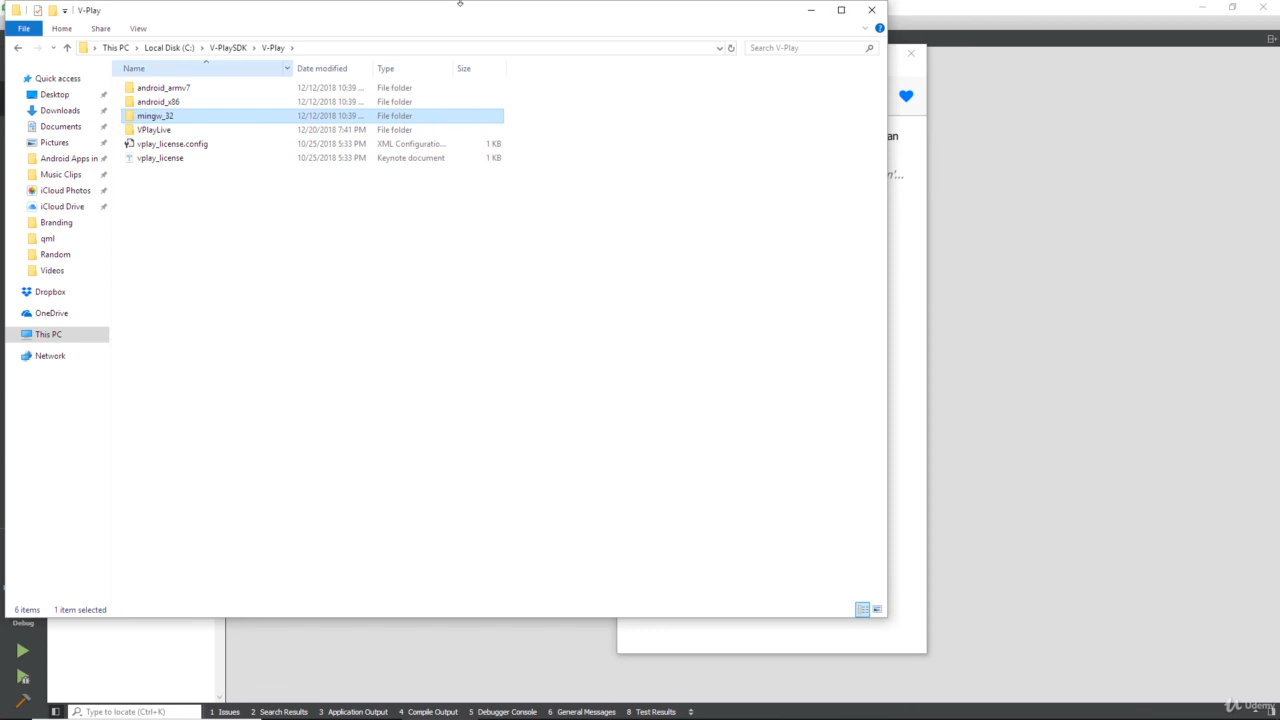 V-Play
File
Home
Share
View
This PC
Local Disk (C:)
V-PlaySDK
V-Play
Search V-Play
Name
Date modified
Type
Size
Quick access
Desktop
Downloads
Documents
Pictures
Android Apps in
Music Clips
iCloud Photos
iCloud Drive
Branding
qml
Random
Videos
Dropbox
OneDrive
This PC
Network
android_armv7 12/12/2018 10:39 ... File folder
android_x86 12/12/2018 10:39 ... File folder
mingw_32 12/12/2018 10:39 ... File folder
VPlayLive 12/20/2018 7:41 PM File folder
vplay_license.config 10/25/2018 5:33 PM XML Configuratio... 1 KB
vplay_license 10/25/2018 5:33 PM Keynote document 1 KB
an
n'...
6 items 1 item selected
Debug
Type to locate (Ctrl+K)
1 Issues
2 Search Results
3 Application Output
4 Compile Output
5 Debugger Console
6 General Messages
8 Test Results
Udemy